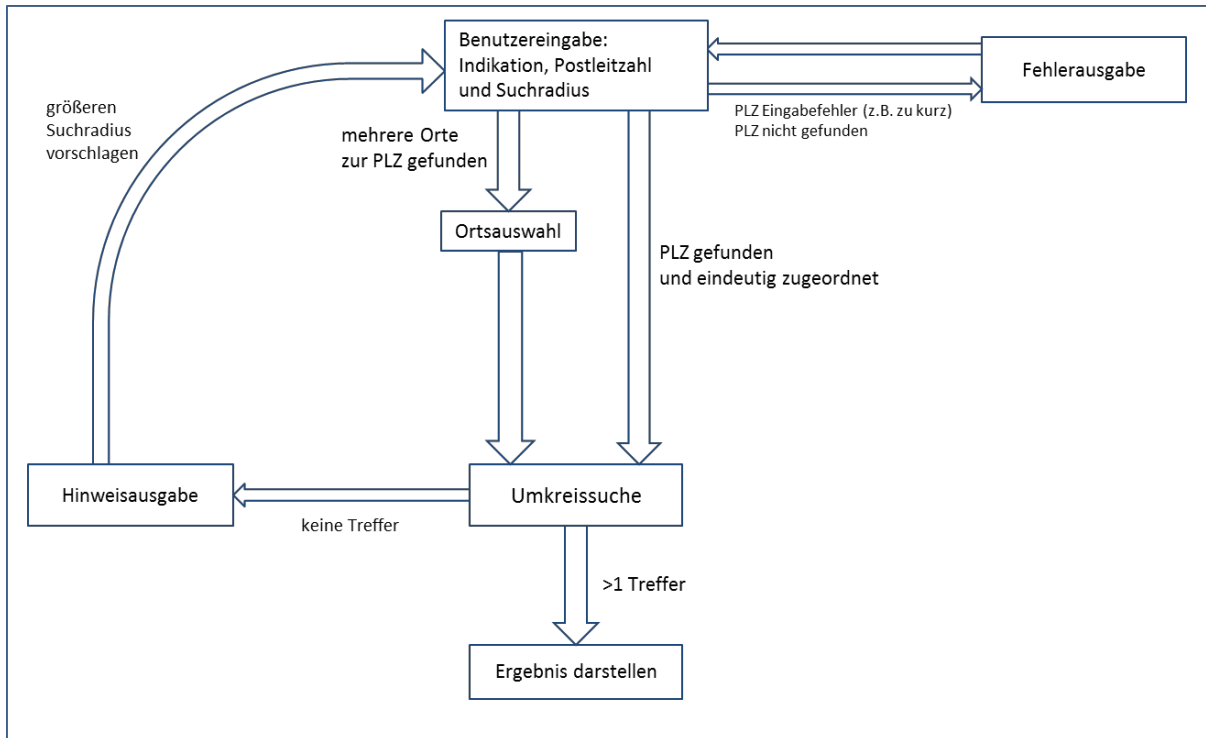 Benutzereingabe:
Indikation, Postleitzahl
und Suchradius
Fehlerausgabe
PLZ Eingabefehler (z.B. zu kurz)
PLZ nicht gefunden
größeren
Suchradius
vorschlagen
mehrere Orte
zur PLZ gefunden
Ortsauswahl
PLZ gefunden
und eindeutig zugeordnet
Hinweisausgabe
Umkreissuche
keine Treffer
>1 Treffer
Ergebnis darstellen